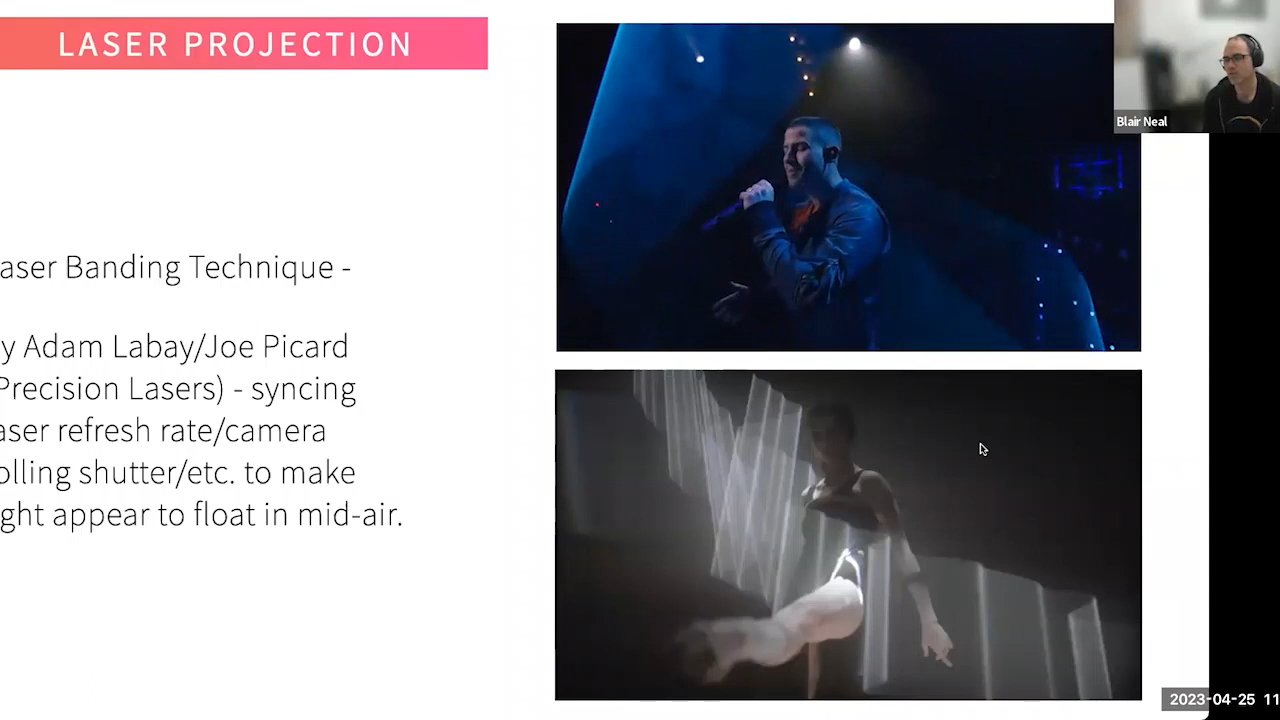 LASER PROJECTION
Blair Neal
aser Banding Technique -
y Adam Labay/Joe Picard
Precision Lasers) - syncing
aser refresh rate/camera
olling shutter/etc. to make
ght appear to float in mid-air.
2023-04-25 11